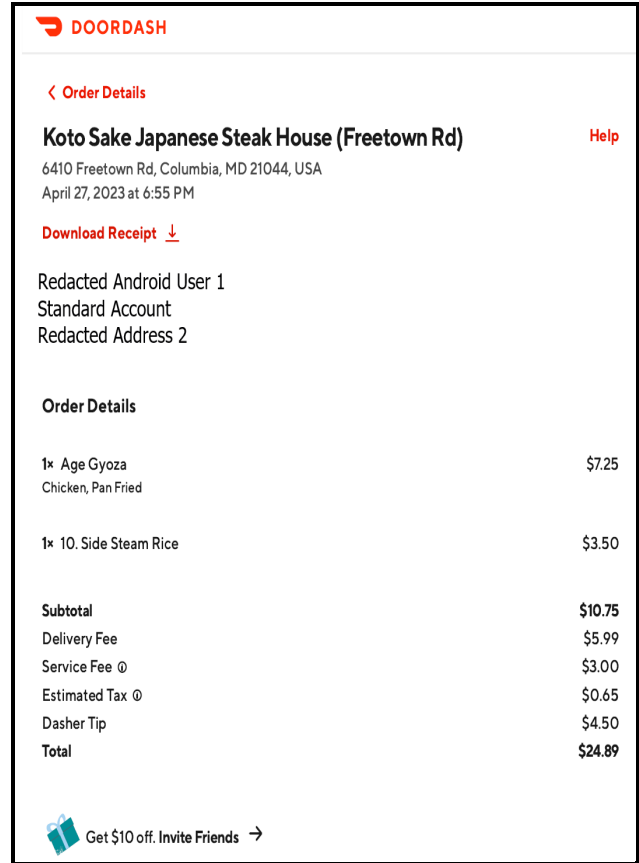 DOORDASH
Order Details
Koto Sake Japanese Steak House (Freetown Rd) Help
6410 Freetown Rd, Columbia, MD 21044, USA
April 27, 2023 at 6:55 PM
Download Receipt
Redacted Android User 1
Standard Account
Redacted Address 2
Order Details
1× Age Gyoza $7.25
Chicken, Pan Fried
1× 10. Side Steam Rice $3.50
Subtotal $10.75
Delivery Fee $5.99
Service Fee $3.00
Estimated Tax $0.65
Dasher Tip $4.50
Total $24.89
Get $10 off. Invite Friends →